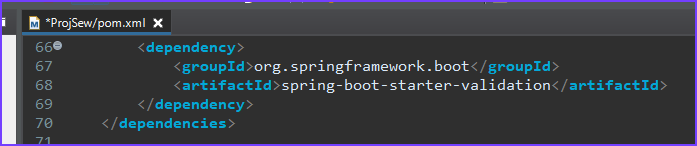 *ProjSew/pom.xml
66 <dependency>
67 <groupId>org.springframework.boot</groupId>
68 <artifactId>spring-boot-starter-validation</artifactId>
69 </dependency>
70 </dependencies>
71